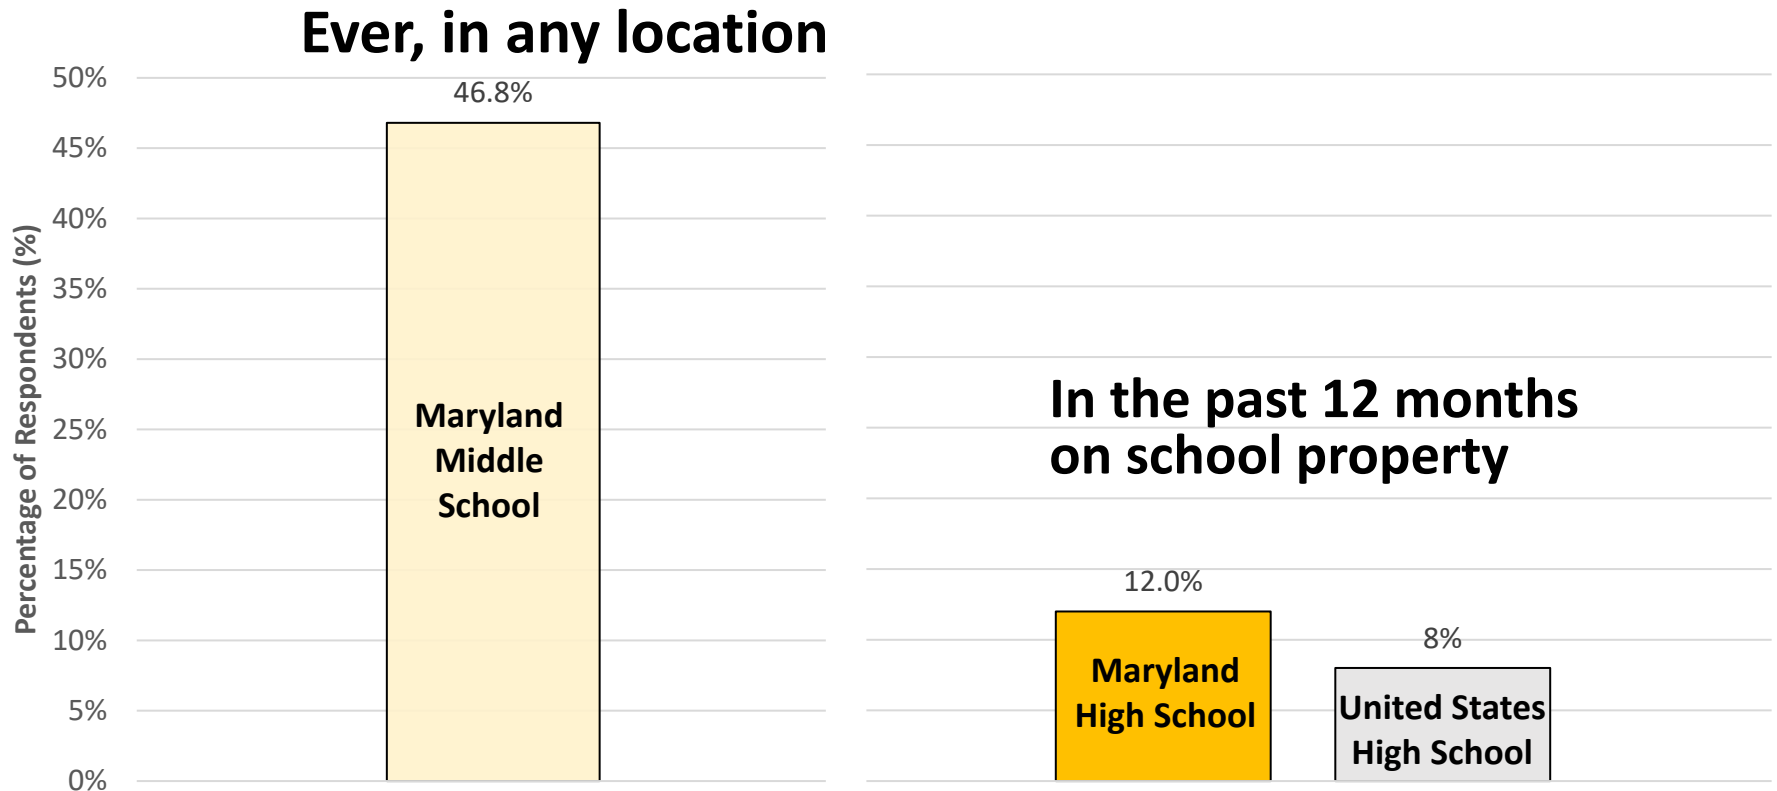 Ever, in any location
Percentage of Respondents (%)
50%
45%
40%
35%
30%
25%
20%
15%
10%
5%
0%
46.8%
Maryland
Middle
School
In the past 12 months
on school property
12.0%
Maryland
High School
8%
United States
High School